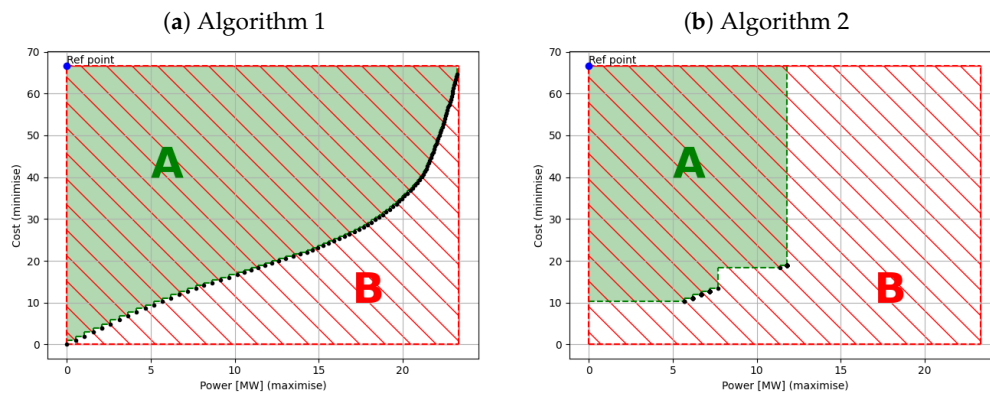 (a) Algorithm 1
70
Ref point
60
50
A
40
30
20
B
10
0
0 5 10 15 20
Cost (minimise)
Power [MW] (maximise)
(b) Algorithm 2
70
Ref point
60
50
A
40
30
20
B
10
0
0 5 10 15 20
Cost (minimise)
Power [MW] (maximise)